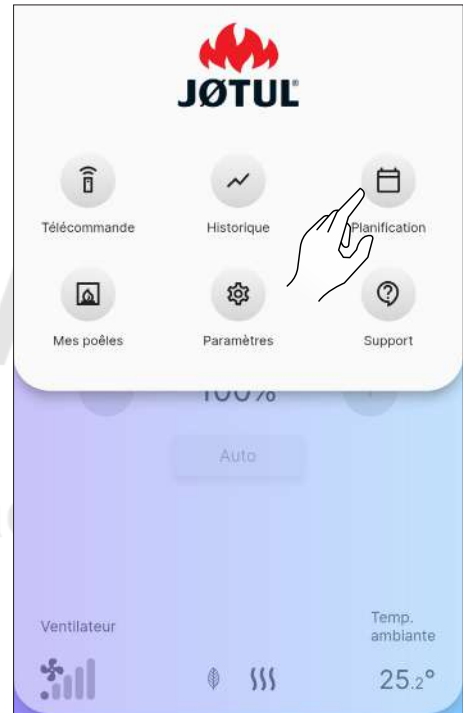 JØTUL
Télécommande
Historique
Planification
Mes poêles
Paramètres
Support
100%
Auto
Ventilateur
Temp.
ambiante
25.2°